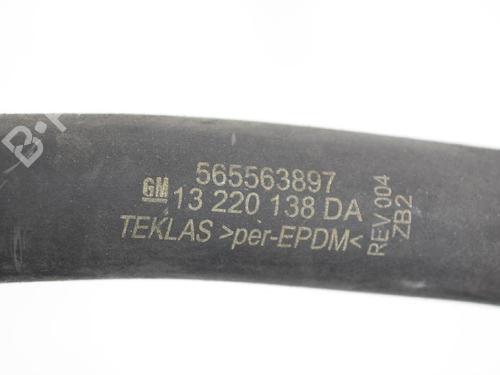 565563897
GM 13 220 138 DA
TEKLAS >per-EPDM<
REV 004
ZB2